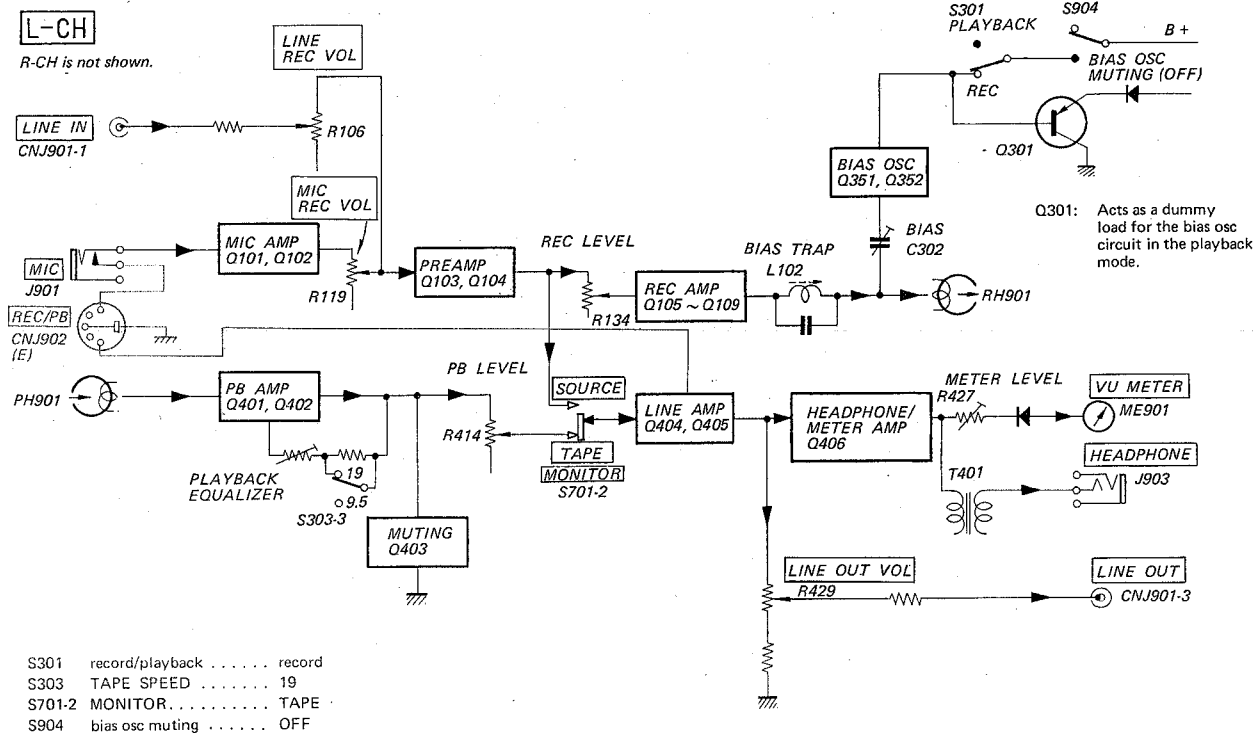 L-CH
R-CH is not shown.
LINE
REC VOL
S301
PLAYBACK
S904
B +
BIAS OSC
MUTING (OFF)
REC
LINE IN
CNJ901-1
R106
Q301
BIAS OSC
Q351, Q352
Q301: Acts as a dummy
load for the bias osc
circuit in the playback
mode.
MIC
REC VOL
MIC AMP
Q101, Q102
MIC
J901
R119
PREAMP
Q103, Q104
REC LEVEL
R134
REC AMP
Q105 ~ Q109
BIAS TRAP
L102
BIAS
C302
RH901
REC/PB
CNJ902
(E)
PH901
PB AMP
Q401, Q402
PB LEVEL
R414
SOURCE
TAPE
MONITOR
S701-2
LINE AMP
Q404, Q405
HEADPHONE/
METER AMP
Q406
METER LEVEL
R427
VU METER
ME901
HEADPHONE
J903
T401
PLAYBACK
EQUALIZER
19
9.5
S303-3
MUTING
Q403
LINE OUT VOL
R429
LINE OUT
CNJ901-3
S301 record/playback ...... record
S303 TAPE SPEED ....... 19
S701-2 MONITOR.......... TAPE
S904 bias osc muting ...... OFF